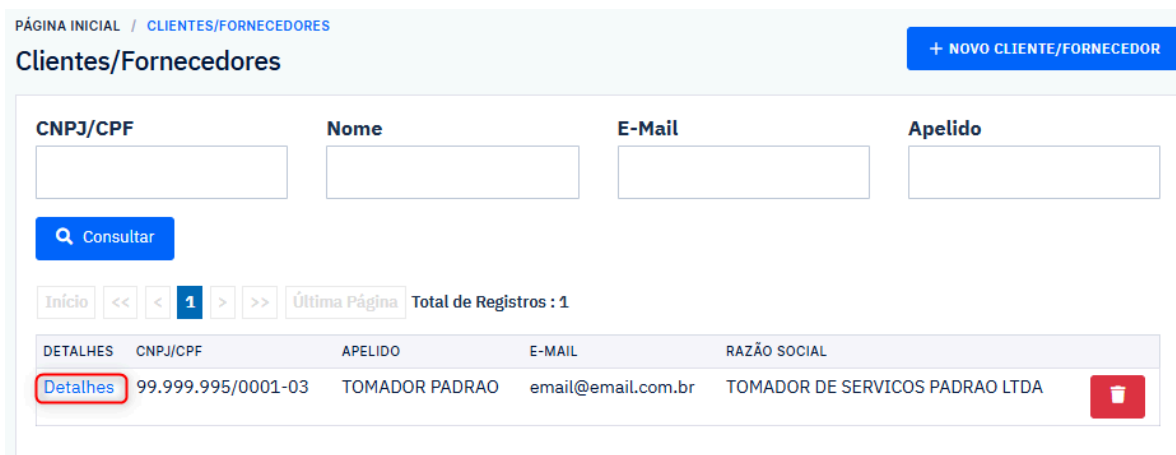 PÁGINA INICIAL / CLIENTES/FORNECEDORES
Clientes/Fornecedores
+ NOVO CLIENTE/FORNECEDOR
CNPJ/CPF Nome E-Mail Apelido
Consultar
Início << < 1 > >> Última Página Total de Registros : 1
DETALHES CNPJ/CPF APELIDO E-MAIL RAZÃO SOCIAL
Detalhes 99.999.995/0001-03 TOMADOR PADRAO email@email.com.br TOMADOR DE SERVICOS PADRAO LTDA